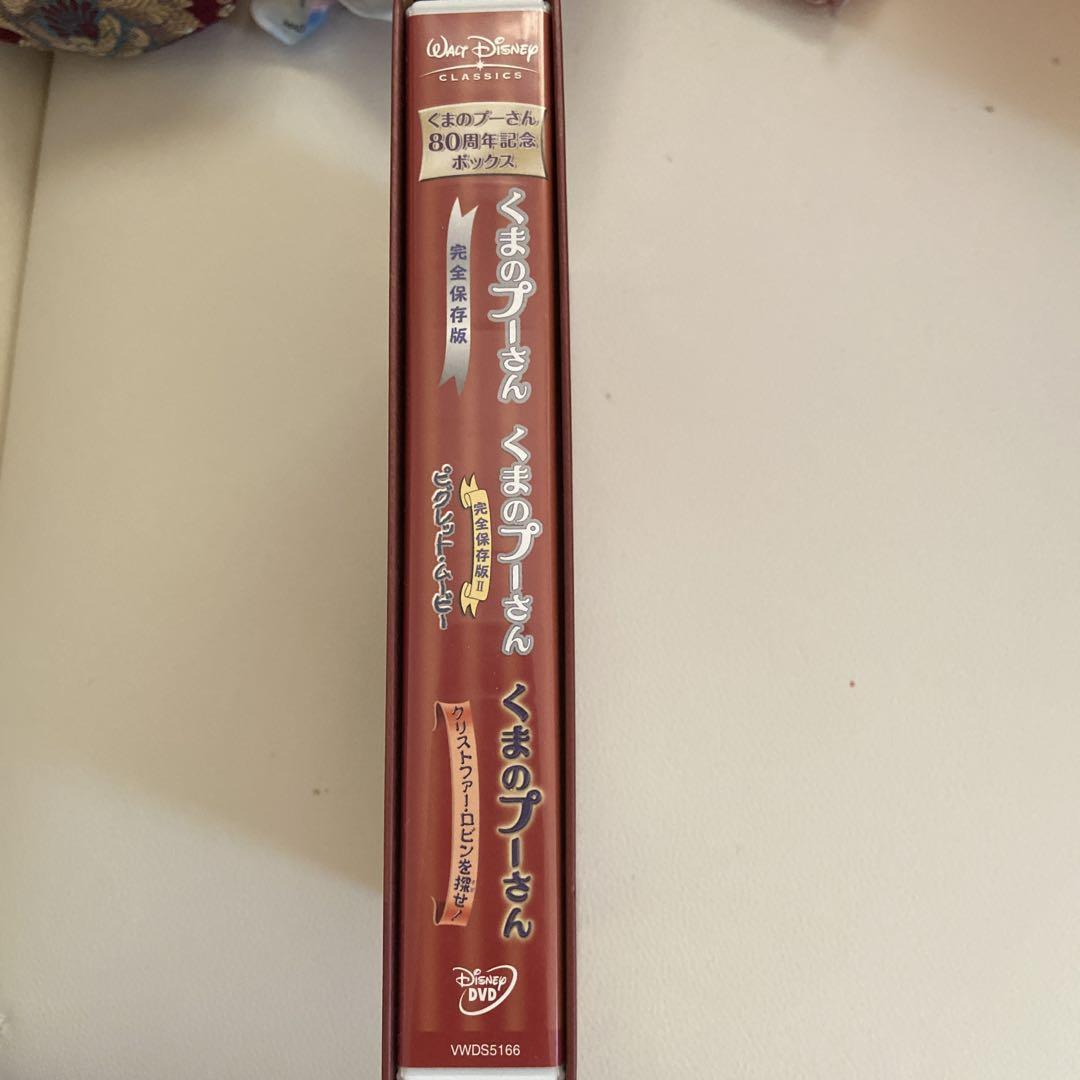 WALT DISNEY
CLASSICS
くまのプーさん
80周年記念
ボックス
くまのプーさん
完全保存版
くまのプーさん
完全保存版II
ピグレット・ムービー
くまのプーさん
クリストファー・ロビンを探せ!
DISNEY
DVD
VWDS5166